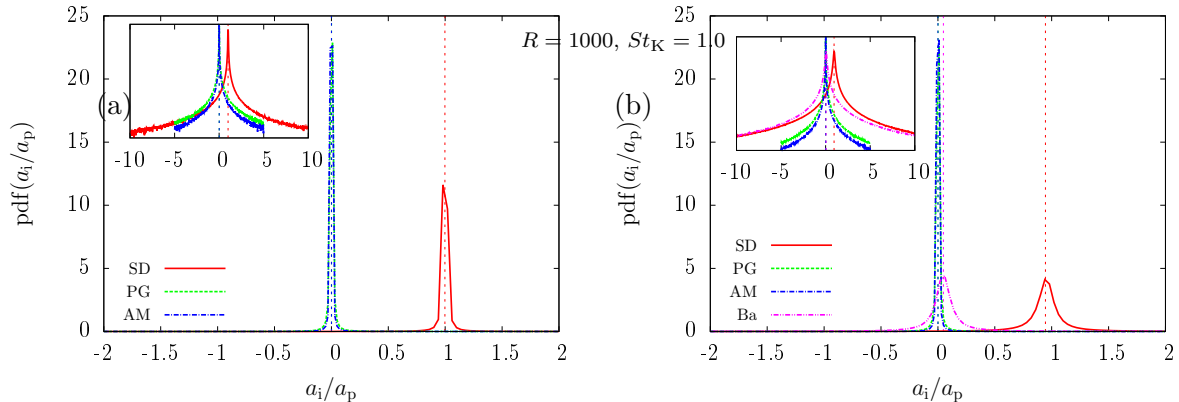 R = 1000, St_K = 1.0
(a)
pdf(a_i/a_p)
25
20
15
10
5
0
-2 -1.5 -1 -0.5 0 0.5 1 1.5 2
a_i/a_p
-10 -5 0 5 10
SD
PG
AM
(b)
pdf(a_i/a_p)
25
20
15
10
5
0
-2 -1.5 -1 -0.5 0 0.5 1 1.5 2
a_i/a_p
-10 -5 0 5 10
SD
PG
AM
Ba